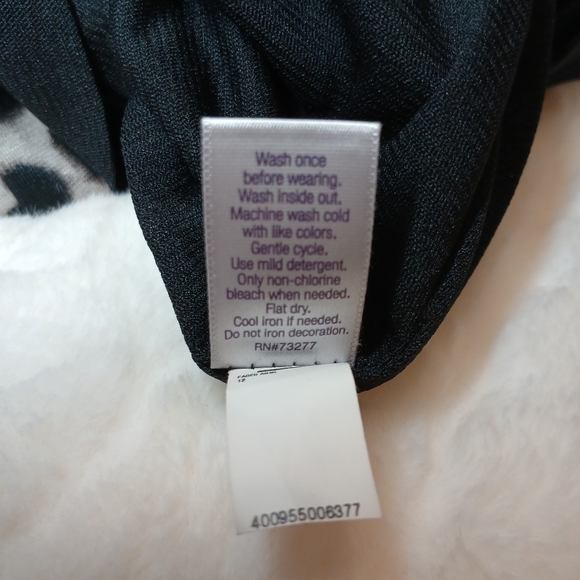 Wash once
before wearing.
Wash inside out.
Machine wash cold
with like colors.
Gentle cycle.
Use mild detergent.
Only non-chlorine
bleach when needed.
Flat dry.
Cool iron if needed.
Do not iron decoration.
RN#73277
12
400955006377